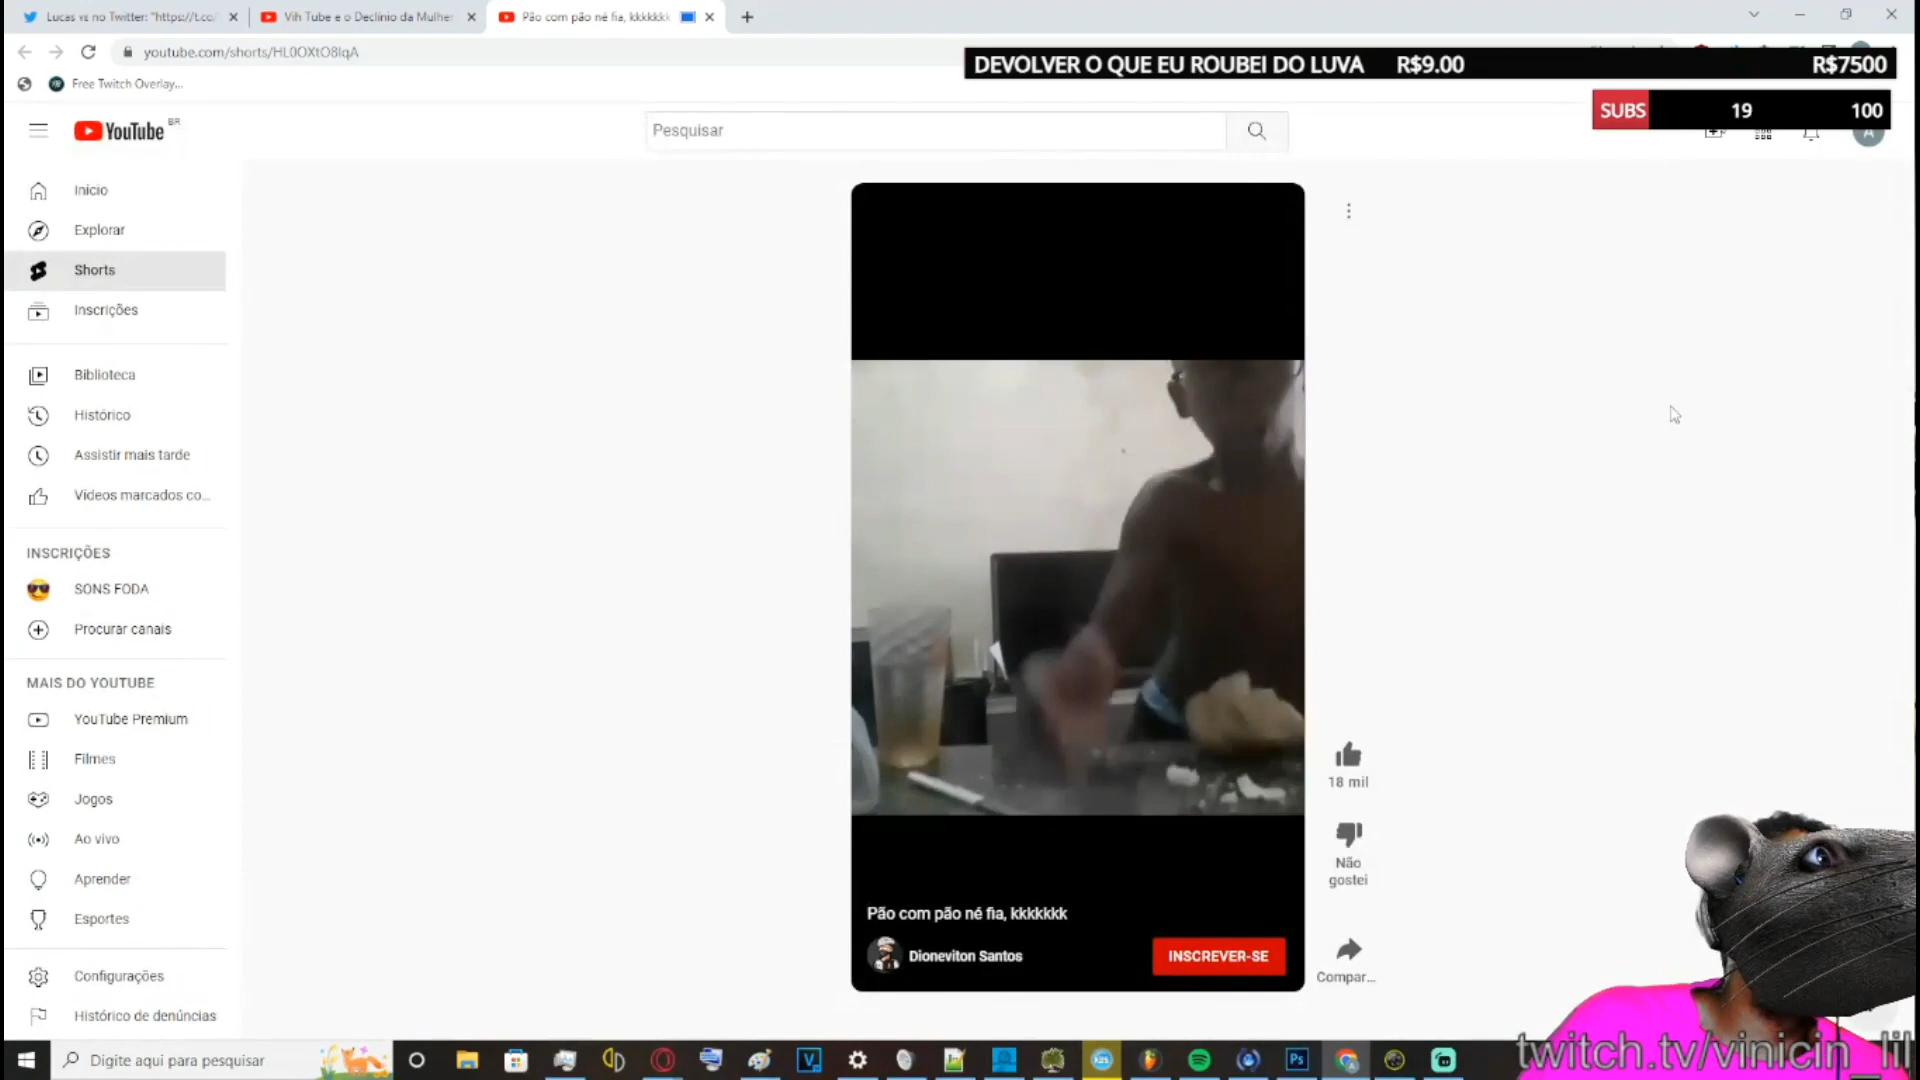 Lucas vs no Twitter: "https://t.co/
Vih Tube e o Declínio da Mulher
Pão com pão né fia, kkkkkkk
youtube.com/shorts/HL0OXtO8IqA
DEVOLVER O QUE EU ROUBEI DO LUVA R$9.00 R$7500
Free Twitch Overlay...
SUBS 19 100
YouTube BR
Pesquisar
A
Início
Explorar
Shorts
Inscrições
Biblioteca
Histórico
Assistir mais tarde
Vídeos marcados co...
INSCRIÇÕES
SONS FODA
Procurar canais
MAIS DO YOUTUBE
YouTube Premium
Filmes
Jogos
Ao vivo
Aprender
Esportes
Configurações
Histórico de denúncias
18 mil
Não
gostei
Compar...
Pão com pão né fia, kkkkkkk
Dioneviton Santos
INSCREVER-SE
twitch.tv/vinicin_lil
Digite aqui para pesquisar